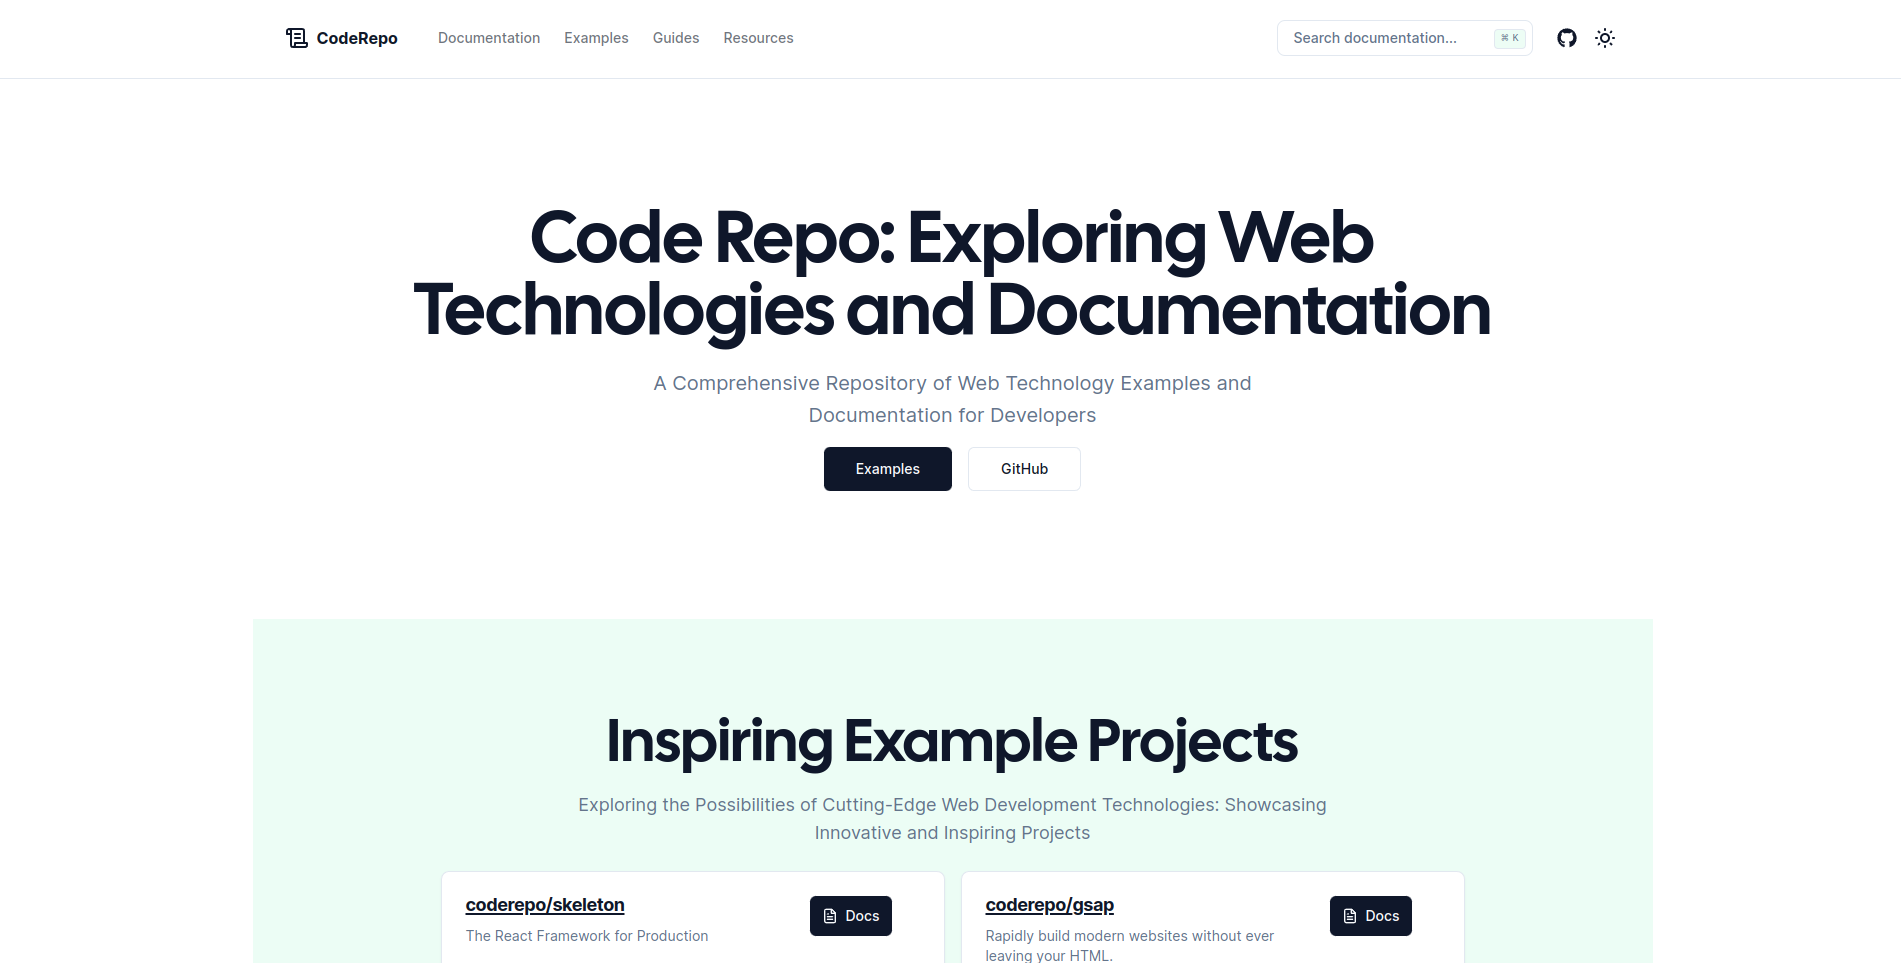 CodeRepo
Documentation
Examples
Guides
Resources
Search documentation...
⌘ K
Code Repo: Exploring Web
Technologies and Documentation
A Comprehensive Repository of Web Technology Examples and
Documentation for Developers
Examples
GitHub
Inspiring Example Projects
Exploring the Possibilities of Cutting-Edge Web Development Technologies: Showcasing
Innovative and Inspiring Projects
coderepo/skeleton
Docs
The React Framework for Production
coderepo/gsap
Docs
Rapidly build modern websites without ever
leaving your HTML.